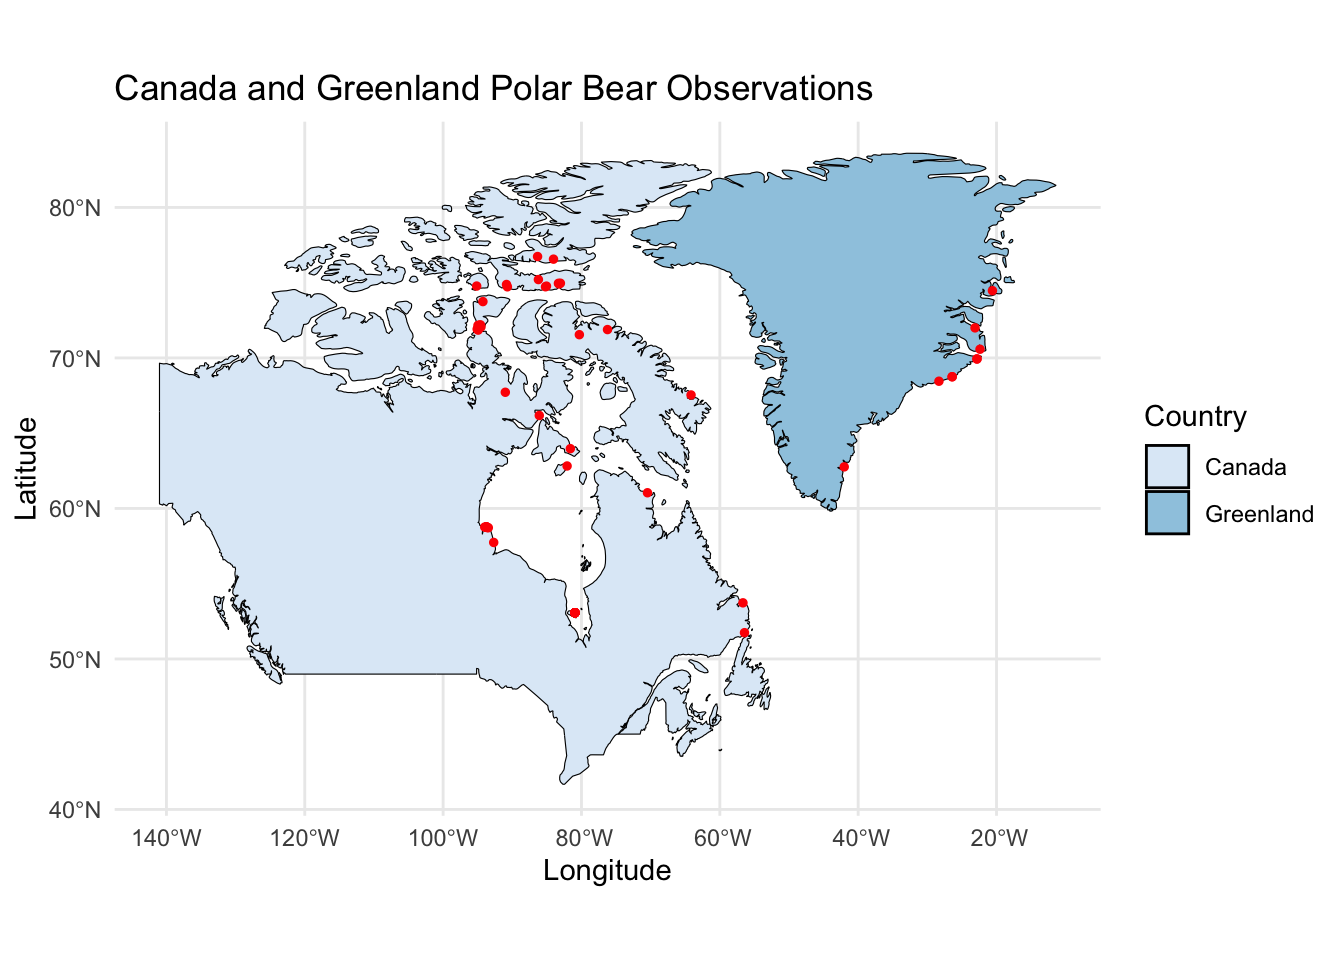 Canada and Greenland Polar Bear Observations
80°N
70°N
60°N
50°N
40°N
Latitude
140°W 120°W 100°W 80°W 60°W 40°W 20°W
Longitude
Country
Canada
Greenland